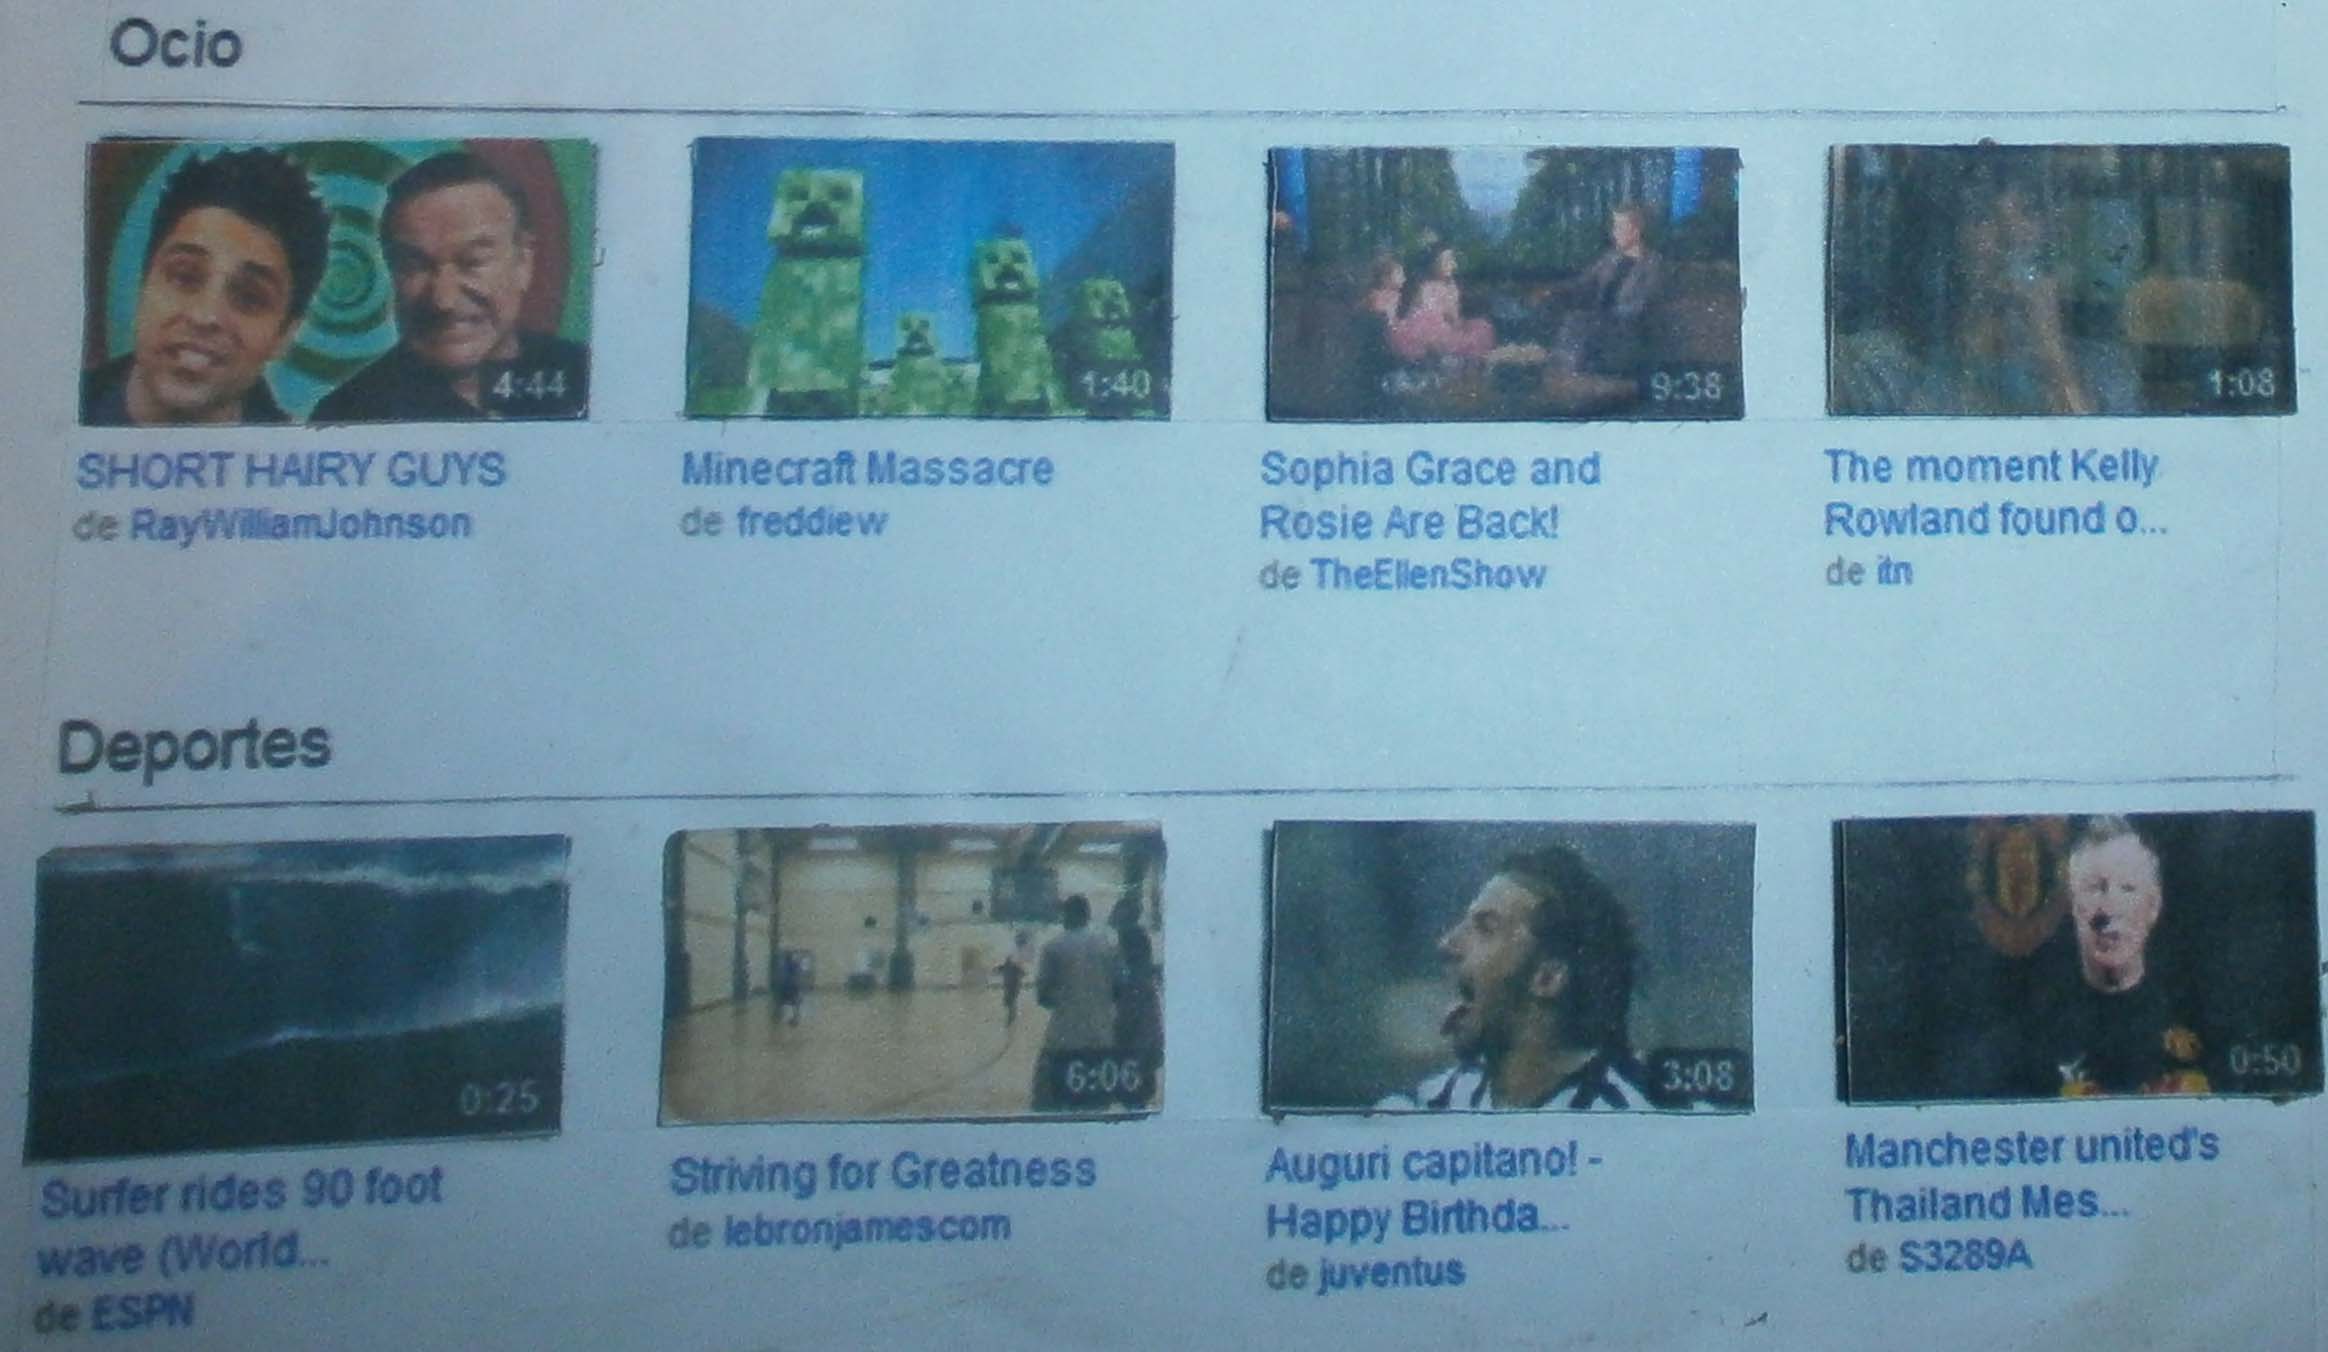 Ocio
4:44
1:40
9:38
1:08
SHORT HAIRY GUYS
de RayWilliamJohnson
Minecraft Massacre
de freddiew
Sophia Grace and
Rosie Are Back!
de TheEllenShow
The moment Kelly
Rowland found o...
de itn
Deportes
0:25
6:06
3:08
0:50
Surfer rides 90 foot
wave (World...
de ESPN
Striving for Greatness
de lebronjamescom
Auguri capitano! -
Happy Birthda...
de juventus
Manchester united's
Thailand Mes...
de S3289A